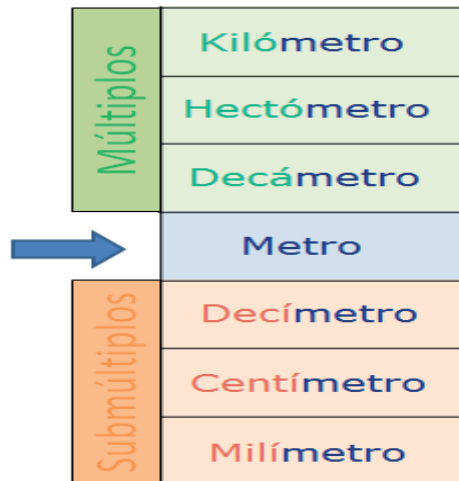 Múltiplos
Kilómetro
Hectómetro
Decámetro
Metro
Submúltiplos
Decímetro
Centímetro
Milímetro